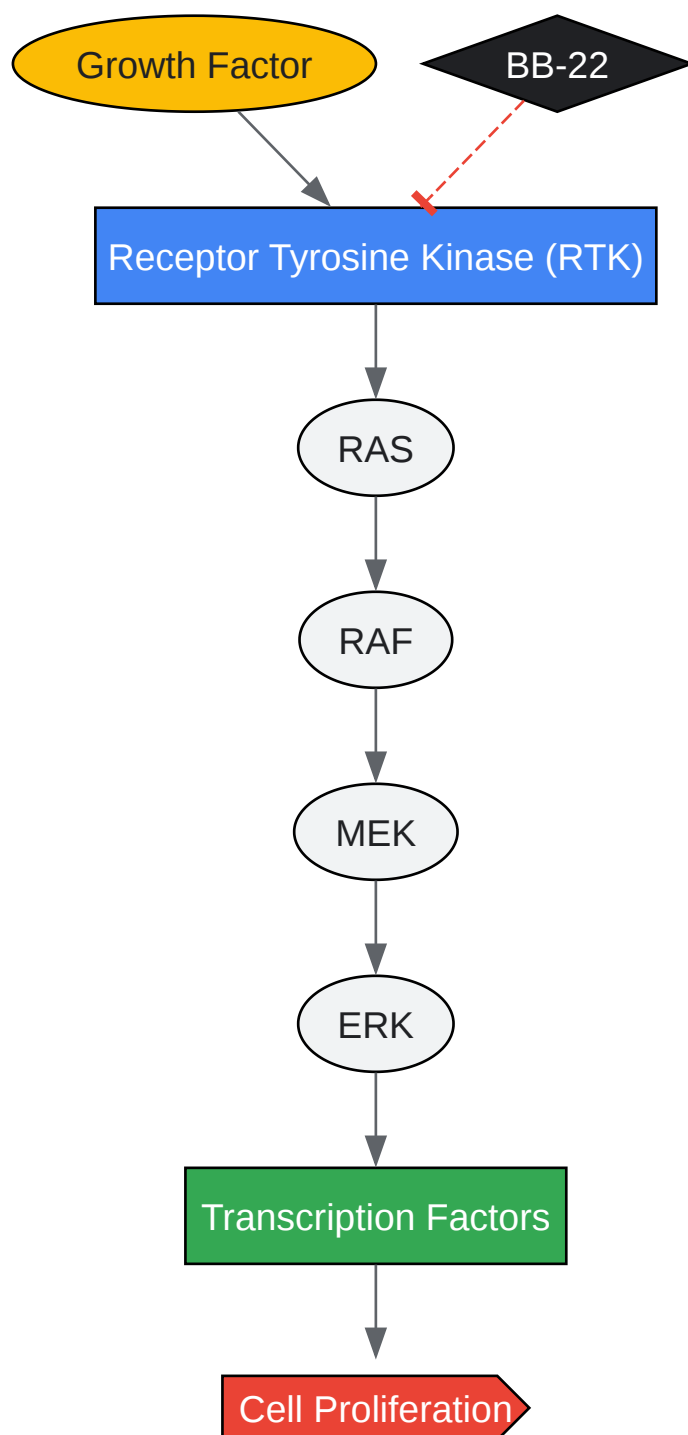 Growth Factor
BB-22
Receptor Tyrosine Kinase (RTK)
RAS
RAF
MEK
ERK
Transcription Factors
Cell Proliferation